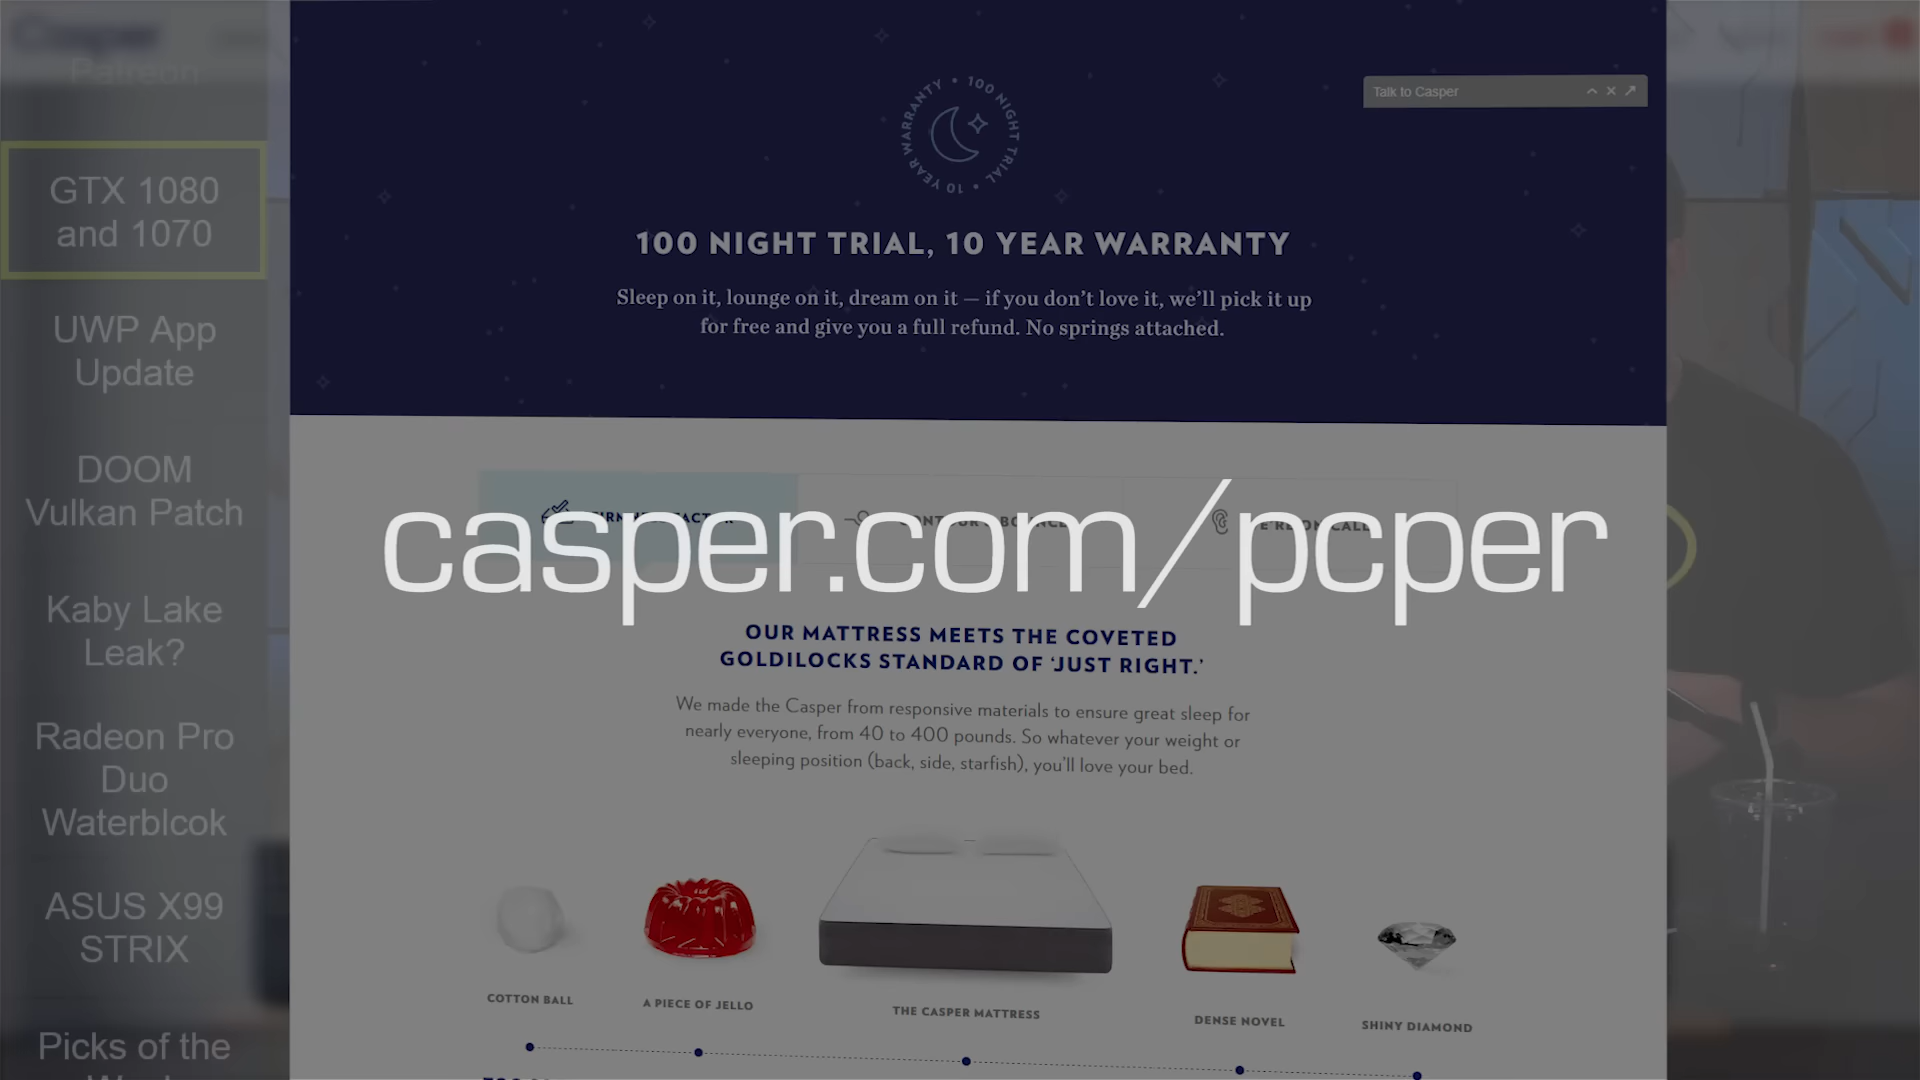 Casper
Patreon
GTX 1080
and 1070
UWP App
Update
DOOM
Vulkan Patch
Kaby Lake
Leak?
Radeon Pro
Duo
Waterblcok
ASUS X99
STRIX
Picks of the
100 NIGHT TRIAL • 10 YEAR WARRANTY •
Talk to Casper
100 NIGHT TRIAL, 10 YEAR WARRANTY
Sleep on it, lounge on it, dream on it — if you don’t love it, we’ll pick it up
for free and give you a full refund. No springs attached.
casper.com/pcper
OUR MATTRESS MEETS THE COVETED
GOLDILOCKS STANDARD OF ‘JUST RIGHT.’
We made the Casper from responsive materials to ensure great sleep for
nearly everyone, from 40 to 400 pounds. So whatever your weight or
sleeping position (back, side, starfish), you’ll love your bed.
COTTON BALL
A PIECE OF JELLO
THE CASPER MATTRESS
DENSE NOVEL
SHINY DIAMOND